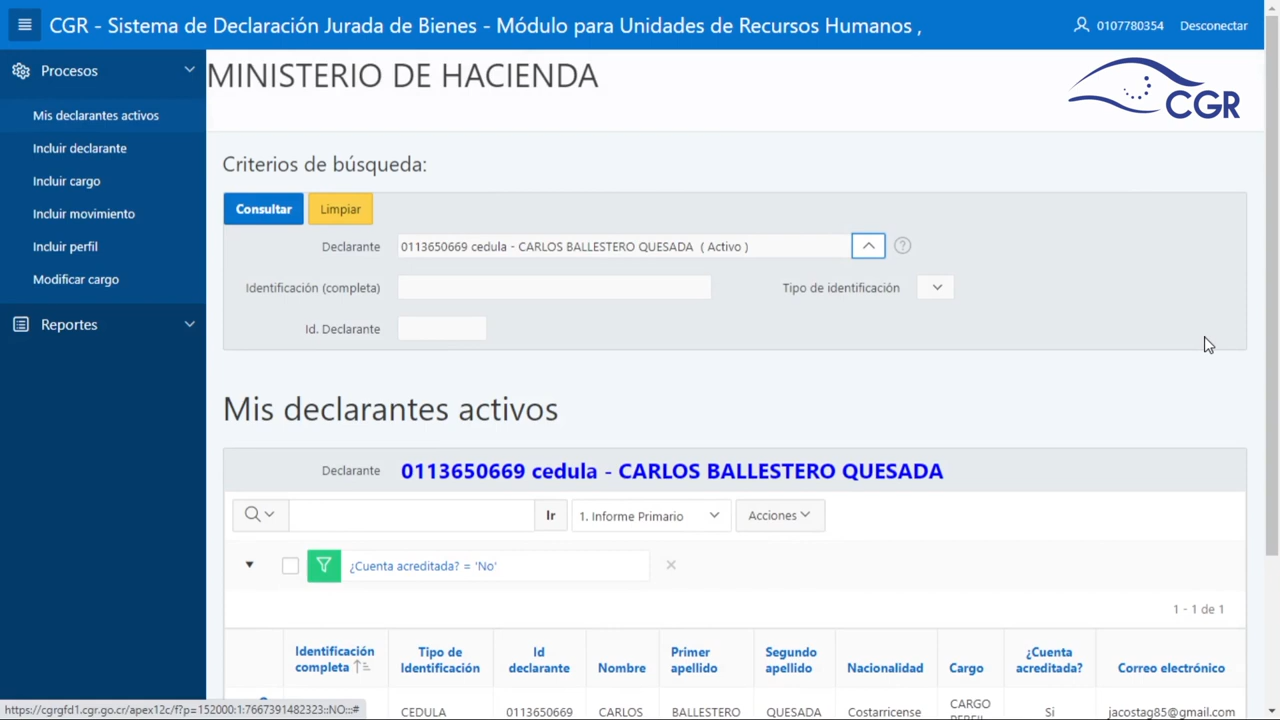 CGR - Sistema de Declaración Jurada de Bienes - Módulo para Unidades de Recursos Humanos ,
0107780354
Desconectar
Procesos
Mis declarantes activos
Incluir declarante
Incluir cargo
Incluir movimiento
Incluir perfil
Modificar cargo
Reportes
MINISTERIO DE HACIENDA
CGR
Criterios de búsqueda:
Consultar
Limpiar
Declarante
0113650669 cedula - CARLOS BALLESTERO QUESADA ( Activo )
?
Identificación (completa)
Tipo de identificación
Id. Declarante
Mis declarantes activos
Declarante
0113650669 cedula - CARLOS BALLESTERO QUESADA
Ir
1. Informe Primario
Acciones
¿Cuenta acreditada? = 'No'
1 - 1 de 1
Identificación completa
Tipo de Identificación
Id declarante
Nombre
Primer apellido
Segundo apellido
Nacionalidad
Cargo
¿Cuenta acreditada?
Correo electrónico
CEDULA
0113650669
CARLOS
BALLESTERO
QUESADA
Costarricense
CARGO
Si
jacostag85@gmail.com
https://cgrgfd1.cgr.go.cr/apex12c/f?p=152000:1:7667391482323::NO:::#